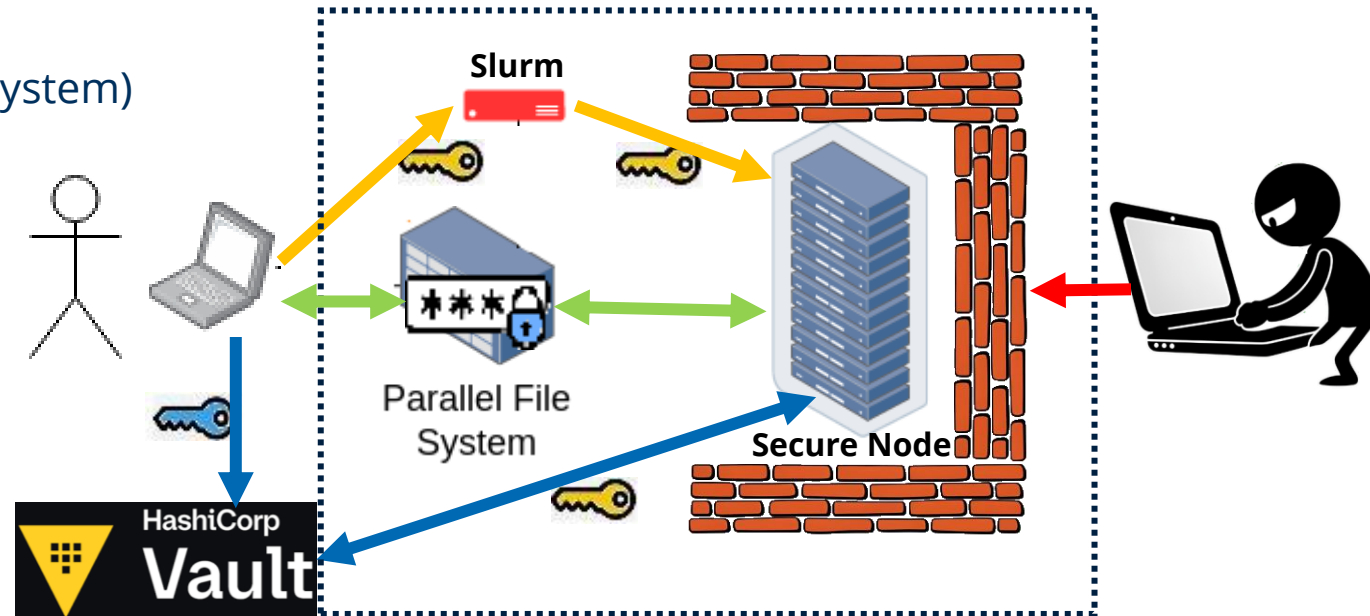 ystem)
Slurm
***
Parallel File
System
Secure Node
HashiCorp
Vault